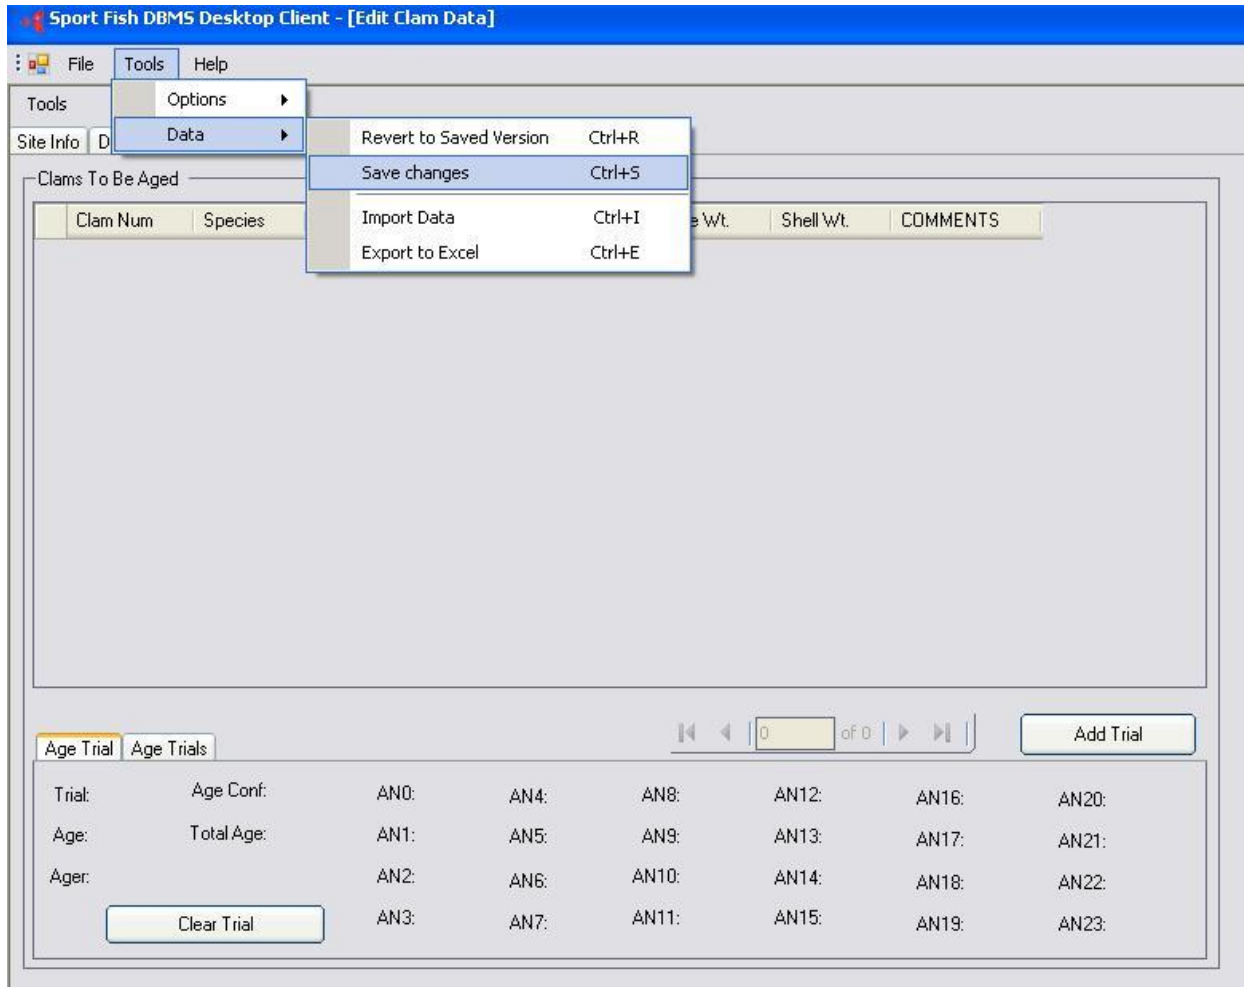 Sport Fish DBMS Desktop Client - [Edit Clam Data]
File Tools Help
Tools Options
Site Info D Data Revert to Saved Version Ctrl+R
Clams To Be Aged Save changes Ctrl+S
Clam Num Species Import Data Ctrl+I e Wt. Shell Wt. COMMENTS
Export to Excel Ctrl+E
0 of 0 Add Trial
Age Trial Age Trials
Trial: Age Conf: AN0: AN4: AN8: AN12: AN16: AN20:
Age: Total Age: AN1: AN5: AN9: AN13: AN17: AN21:
Ager: AN2: AN6: AN10: AN14: AN18: AN22:
Clear Trial AN3: AN7: AN11: AN15: AN19: AN23: